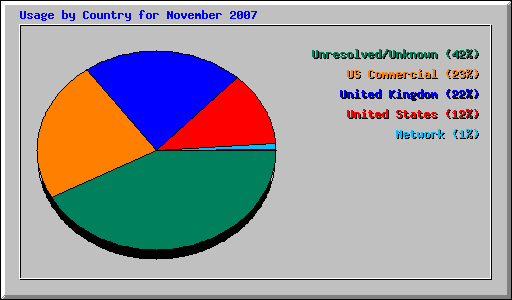 Usage by Country for November 2007
Unresolved/Unknown (42%)
US Commercial (23%)
United Kingdom (22%)
United States (12%)
Network (1%)